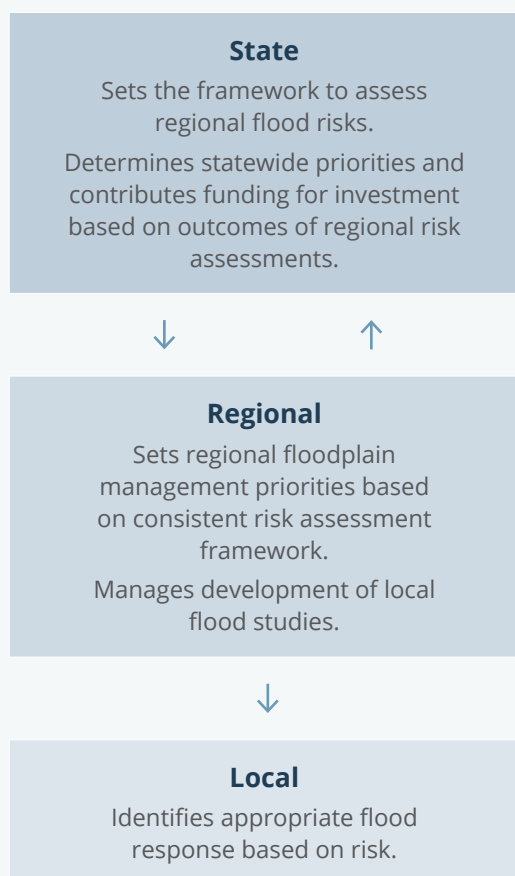 State
Sets the framework to assess
regional flood risks.
Determines statewide priorities and
contributes funding for investment
based on outcomes of regional risk
assessments.
Regional
Sets regional floodplain
management priorities based
on consistent risk assessment
framework.
Manages development of local
flood studies.
Local
Identifies appropriate flood
response based on risk.